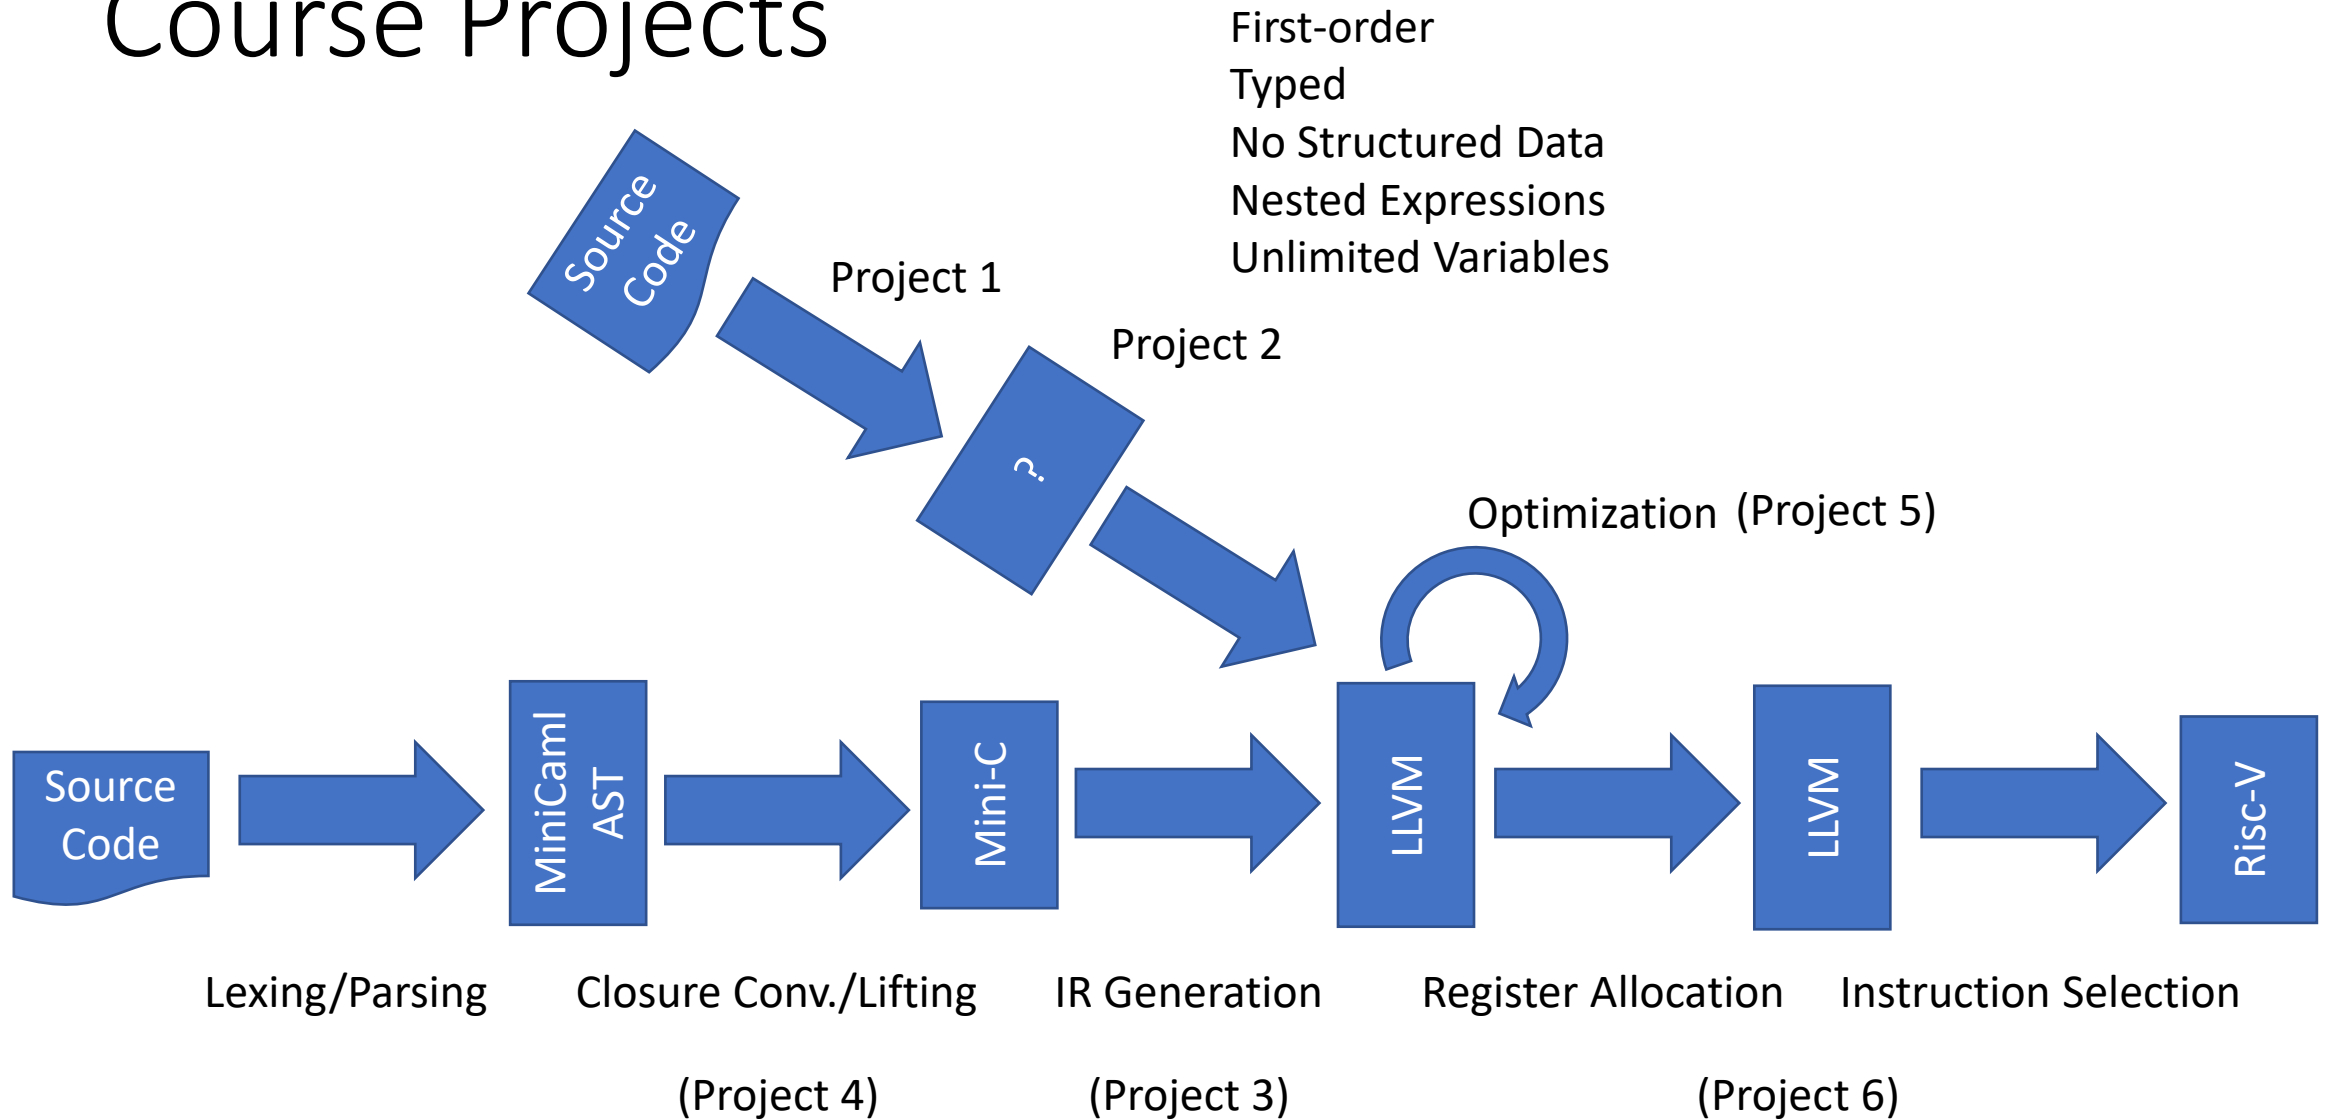 Course Projects
First-order
Typed
No Structured Data
Nested Expressions
Unlimited Variables
Source
Code
Project 1
Project 2
?
Optimization (Project 5)
Source
Code
MiniCaml
AST
Mini-C
LLVM
LLVM
Risc-V
Lexing/Parsing
Closure Conv./Lifting
IR Generation
Register Allocation
Instruction Selection
(Project 4)
(Project 3)
(Project 6)